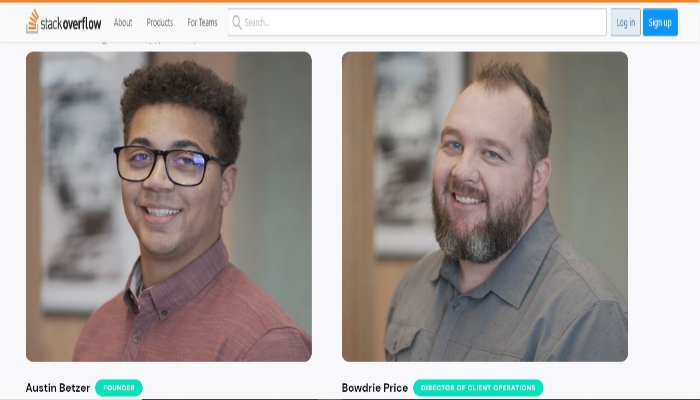 stackoverflow About Products For Teams Search... Log in Sign up
Austin Betzer FOUNDER Bowdrie Price DIRECTOR OF CLIENT OPERATIONS